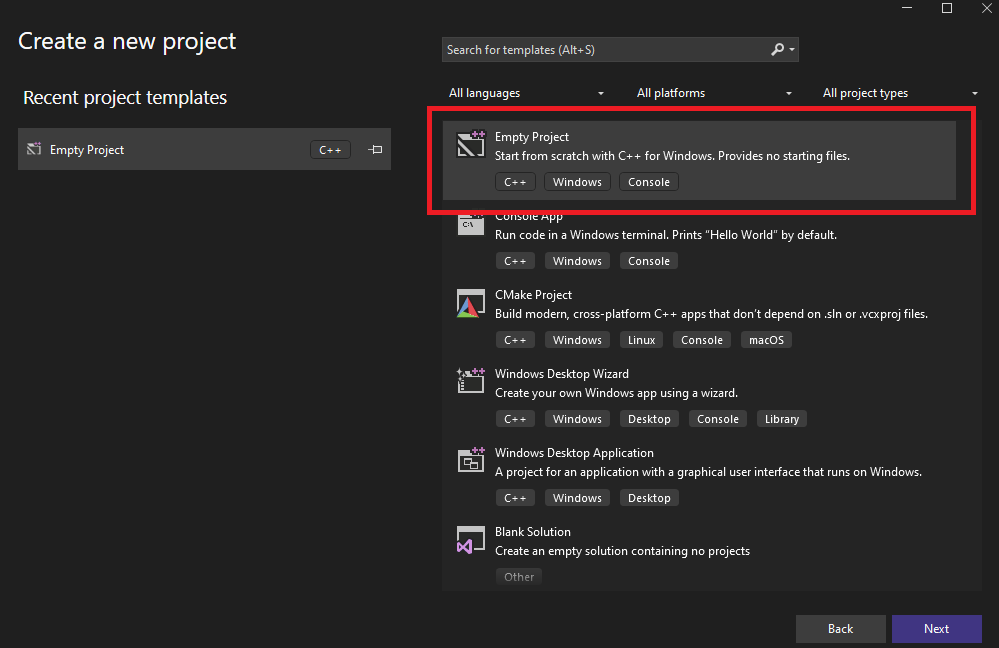 Create a new project
Search for templates (Alt+S)
Recent project templates
All languages
All platforms
All project types
Empty Project
C++
Empty Project
Start from scratch with C++ for Windows. Provides no starting files.
C++ Windows Console
Console App
C:\
Run code in a Windows terminal. Prints "Hello World" by default.
C++ Windows Console
CMake Project
Build modern, cross-platform C++ apps that don't depend on .sln or .vcxproj files.
C++ Windows Linux Console macOS
Windows Desktop Wizard
Create your own Windows app using a wizard.
C++ Windows Desktop Console Library
Windows Desktop Application
A project for an application with a graphical user interface that runs on Windows.
C++ Windows Desktop
Blank Solution
Create an empty solution containing no projects
Other
Back
Next